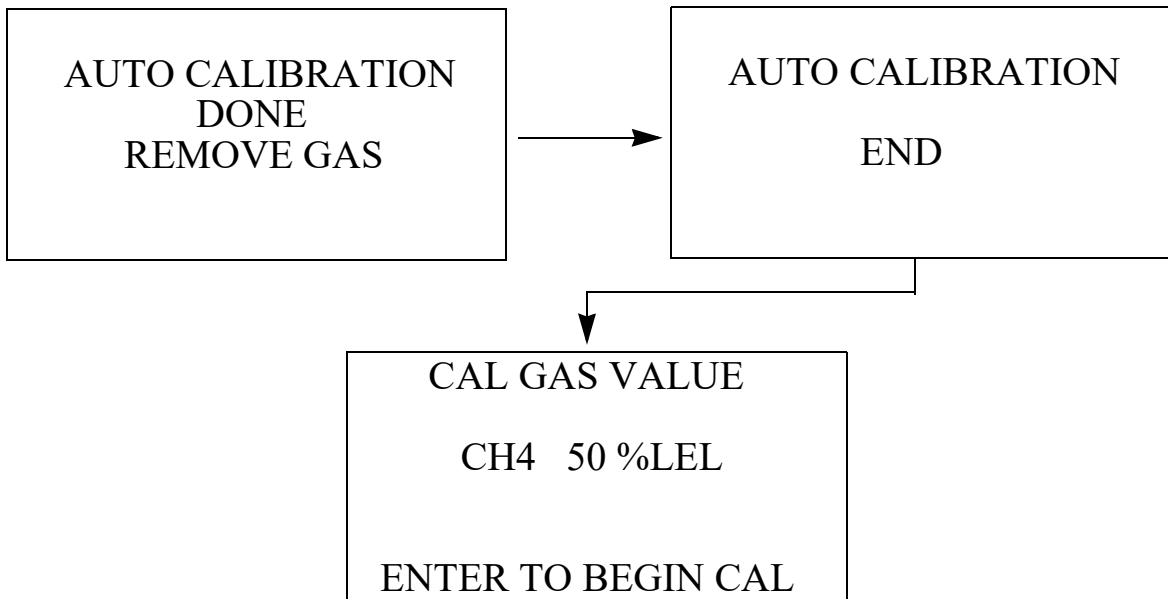 AUTO CALIBRATION
DONE
REMOVE GAS
AUTO CALIBRATION
END
CAL GAS VALUE
CH4 50 %LEL
ENTER TO BEGIN CAL